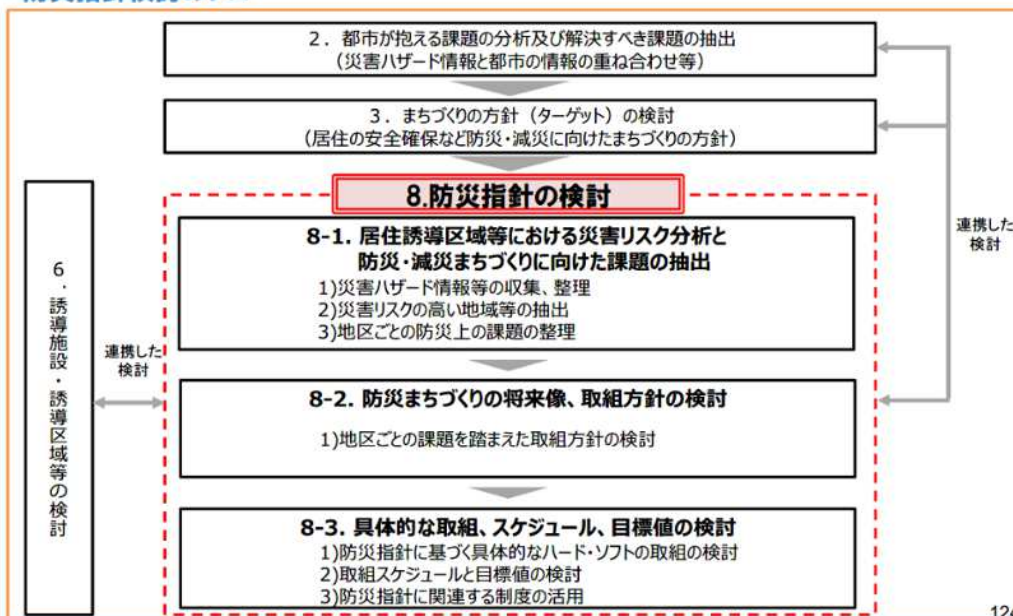 2．都市が抱える課題の分析及び解決すべき課題の抽出
（災害ハザード情報と都市の情報の重ね合わせ等）
3．まちづくりの方針（ターゲット）の検討
（居住の安全確保など防災・減災に向けたまちづくりの方針）
8.防災指針の検討
8-1. 居住誘導区域等における災害リスク分析と
防災・減災まちづくりに向けた課題の抽出
1)災害ハザード情報等の収集、整理
2)災害リスクの高い地域等の抽出
3)地区ごとの防災上の課題の整理
8-2. 防災まちづくりの将来像、取組方針の検討
1)地区ごとの課題を踏まえた取組方針の検討
8-3. 具体的な取組、スケジュール、目標値の検討
1)防災指針に基づく具体的なハード・ソフトの取組の検討
2)取組スケジュールと目標値の検討
3)防災指針に関連する制度の活用
6．誘導施設・誘導区域等の検討
連携した
検討
連携した
検討
124